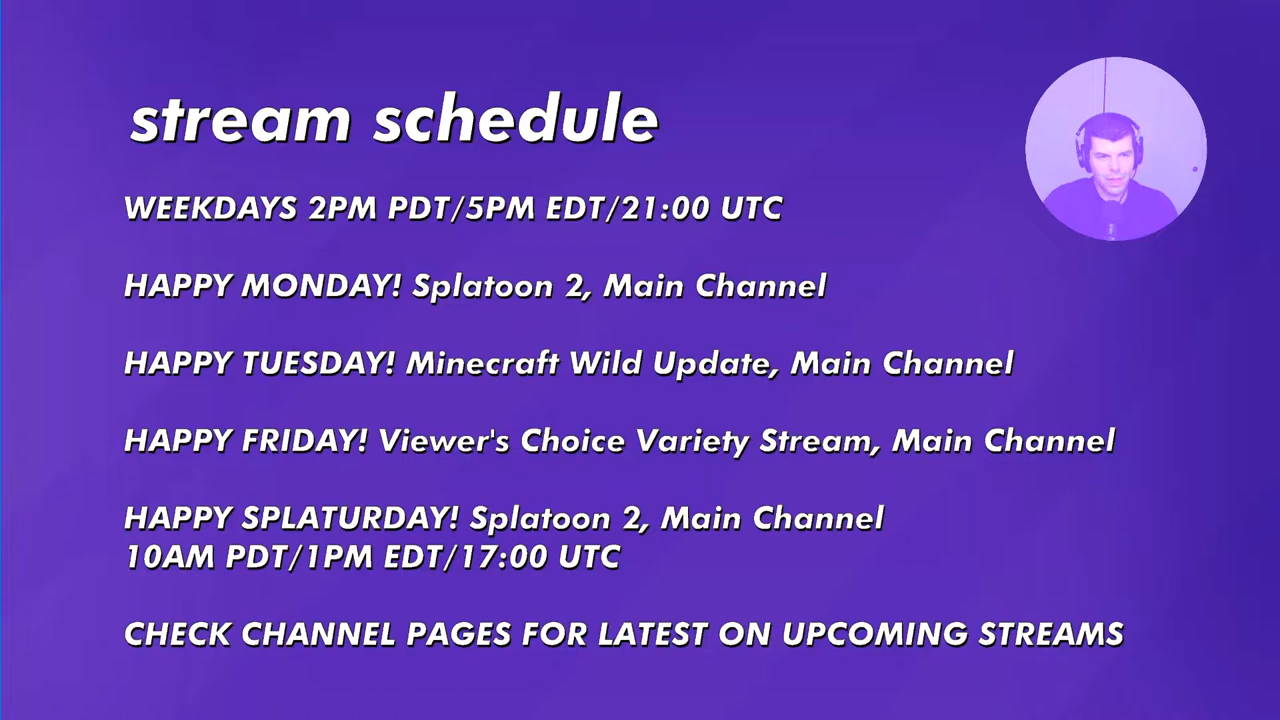 stream schedule
WEEKDAYS 2PM PDT/5PM EDT/21:00 UTC
HAPPY MONDAY! Splatoon 2, Main Channel
HAPPY TUESDAY! Minecraft Wild Update, Main Channel
HAPPY FRIDAY! Viewer's Choice Variety Stream, Main Channel
HAPPY SPLATURDAY! Splatoon 2, Main Channel
10AM PDT/1PM EDT/17:00 UTC
CHECK CHANNEL PAGES FOR LATEST ON UPCOMING STREAMS